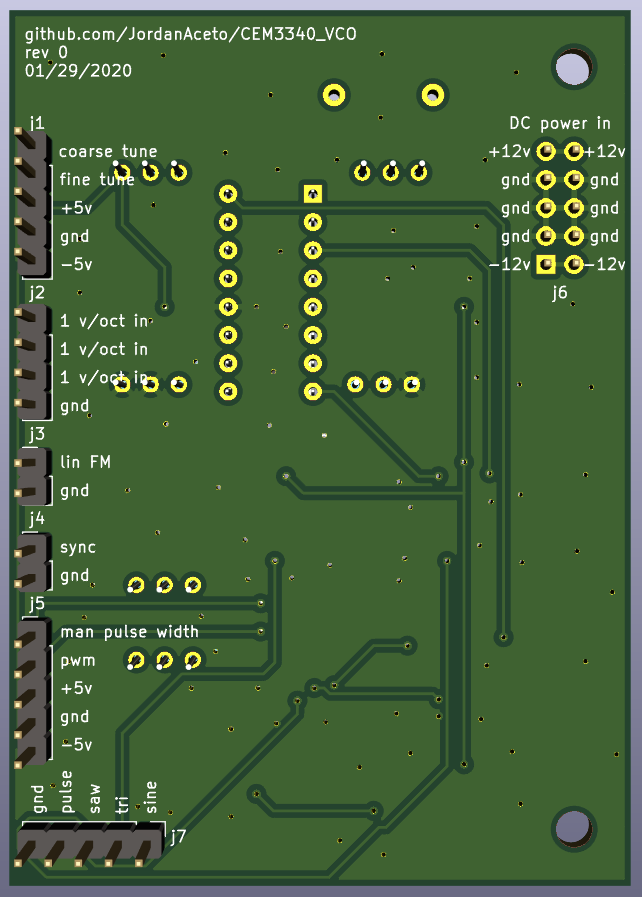 github.com/JordanAceto/CEM3340_VCO
rev 0
01/29/2020
j1
coarse tune
fine tune
+5v
gnd
-5v
DC power in
+12v +12v
gnd gnd
gnd gnd
gnd gnd
-12v -12v
j6
j2
1 v/oct in
1 v/oct in
1 v/oct in
gnd
j3
lin FM
gnd
j4
sync
gnd
j5
man pulse width
pwm
+5v
gnd
-5v
gnd
pulse
saw
tri
sine
j7